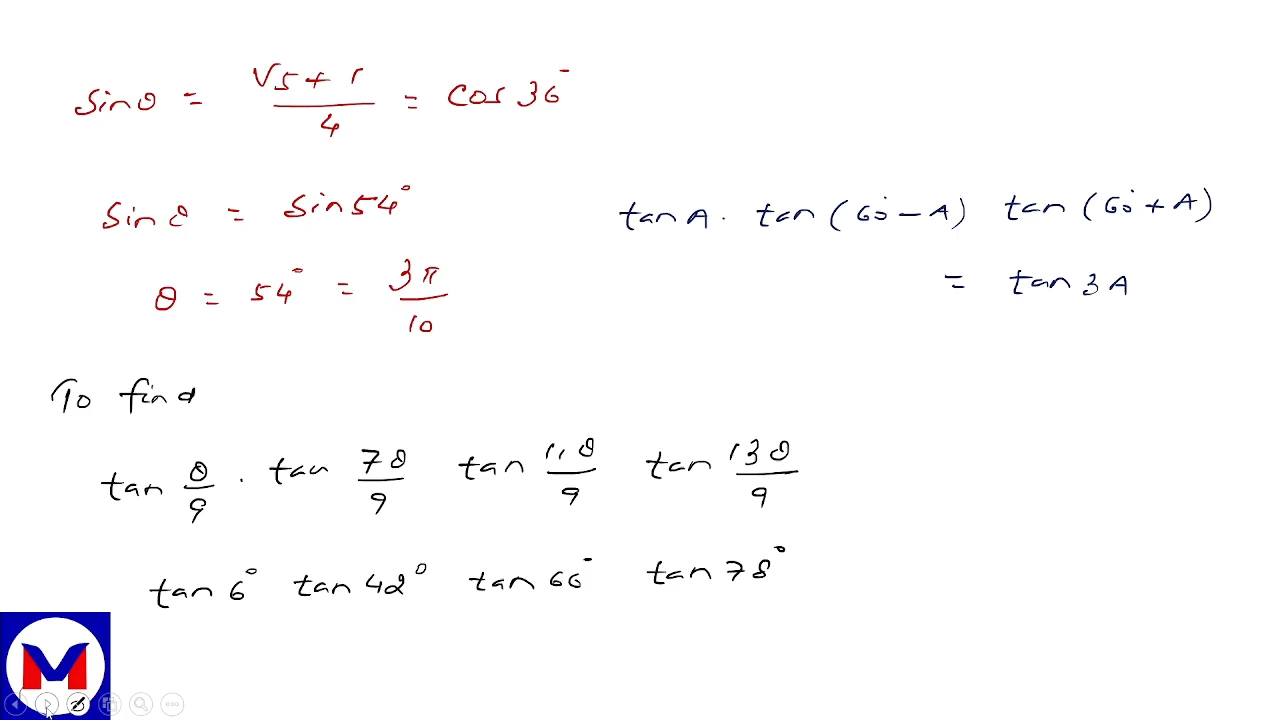 sinθ = (√5 + 1)/4 = cos 36°
sinθ = sin 54°
θ = 54° = 3π/10
tan A . tan (60° − A) tan (60° + A)
= tan 3A
To find
tan θ/9 . tan 7θ/9 tan 11θ/9 tan 13θ/9
tan 6° tan 42° tan 66° tan 78°
M